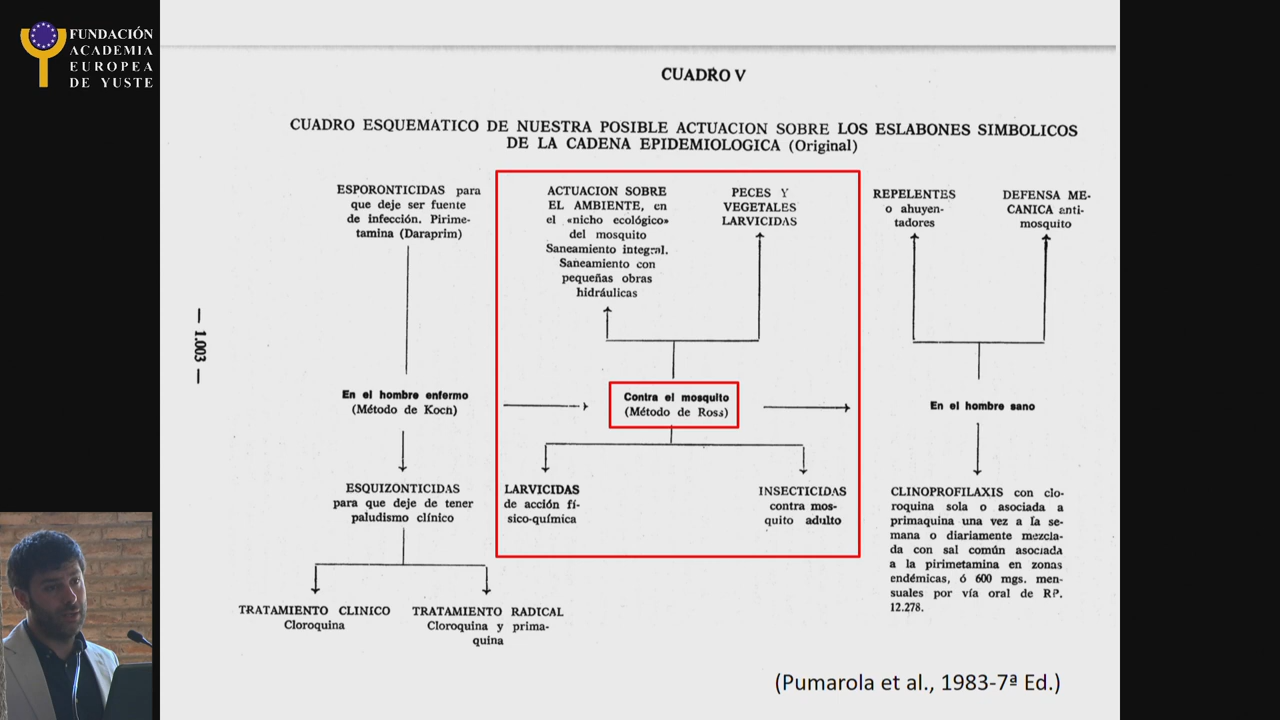 FUNDACIÓN
ACADEMIA
EUROPEA
DE YUSTE
CUADRO V
CUADRO ESQUEMATICO DE NUESTRA POSIBLE ACTUACION SOBRE LOS ESLABONES SIMBOLICOS
DE LA CADENA EPIDEMIOLOGICA (Original)
ESPORONTICIDAS para
que deje ser fuente
de infección. Pirime-
tamina (Daraprim)
ACTUACION SOBRE
EL AMBIENTE, en
el «nicho ecológico»
del mosquito
Saneamiento integral.
Saneamiento con
pequeñas obras
hidráulicas
PECES Y
VEGETALES
LARVICIDAS
REPELENTES
o ahuyen-
tadores
DEFENSA ME-
CANICA anti-
mosquito
— 1.003 —
En el hombre enfermo
(Método de Kocn)
Contra el mosquito
(Método de Ross)
En el hombre sano
ESQUIZONTICIDAS
para que deje de tener
paludismo clínico
LARVICIDAS
de acción fí-
sico-química
INSECTICIDAS
contra mos-
quito adulto
CLINOPROFILAXIS con clo-
roquina sola o asociada a
primaquina una vez a la se-
mana o diariamente mezcla-
da con sal común asociada
a la pirimetamina en zonas
endémicas, ó 600 mgs. men-
suales por vía oral de RP.
12.278.
TRATAMIENTO CLINICO
Cloroquina
TRATAMIENTO RADICAL
Cloroquina y prima-
quina
(Pumarola et al., 1983-7ª Ed.)